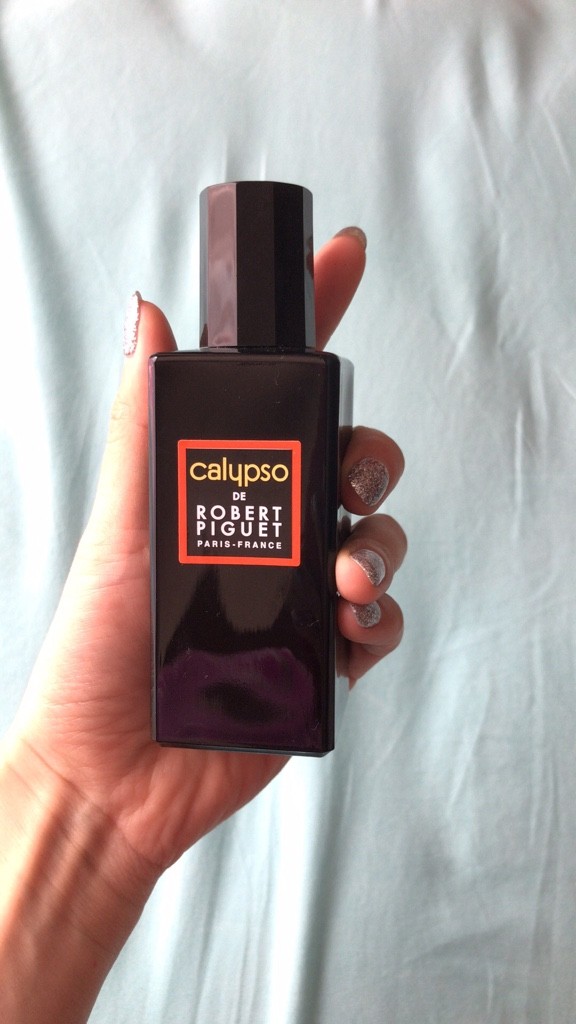 calypso
DE
ROBERT
PIGUET
PARIS-FRANCE